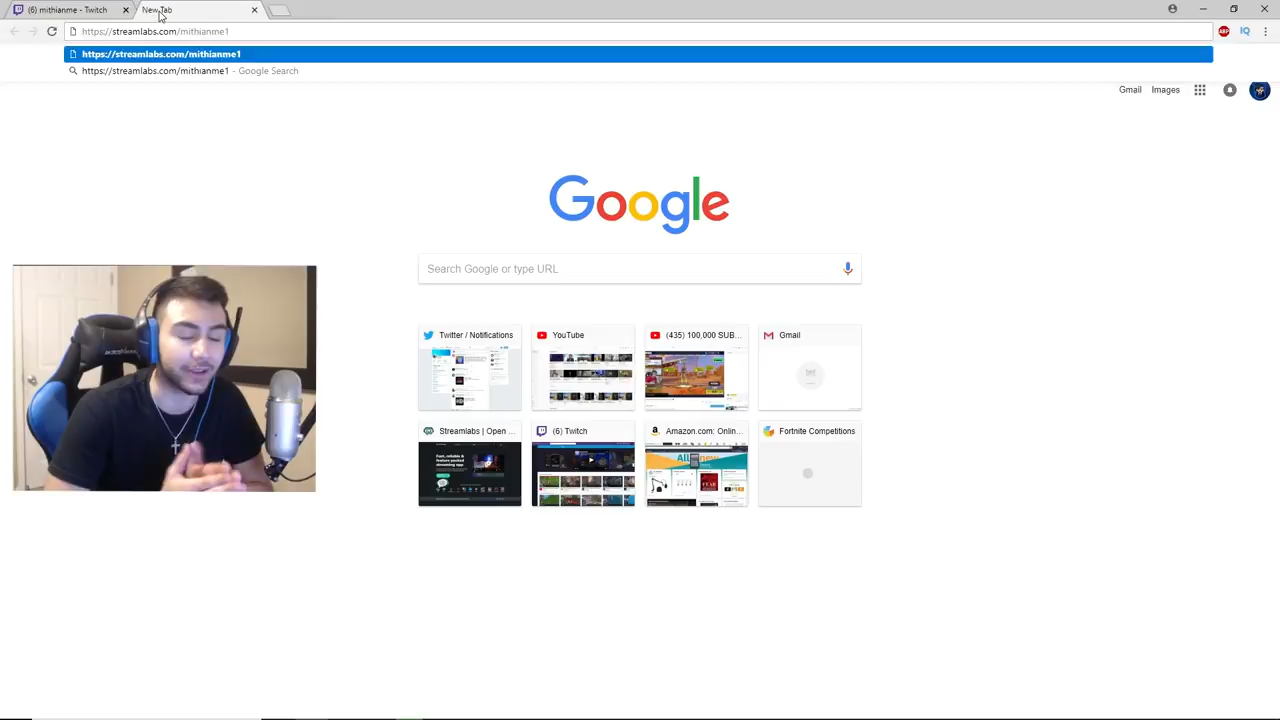 (6) mithianme - Twitch
New Tab
https://streamlabs.com/mithianme1
https://streamlabs.com/mithianme1
https://streamlabs.com/mithianme1 - Google Search
ABP
IQ
Gmail
Images
Google
Search Google or type URL
Twitter / Notifications
YouTube
(435) 100,000 SUB...
Gmail
Streamlabs | Open ...
(6) Twitch
Amazon.com: Onlin...
Fortnite Competitions